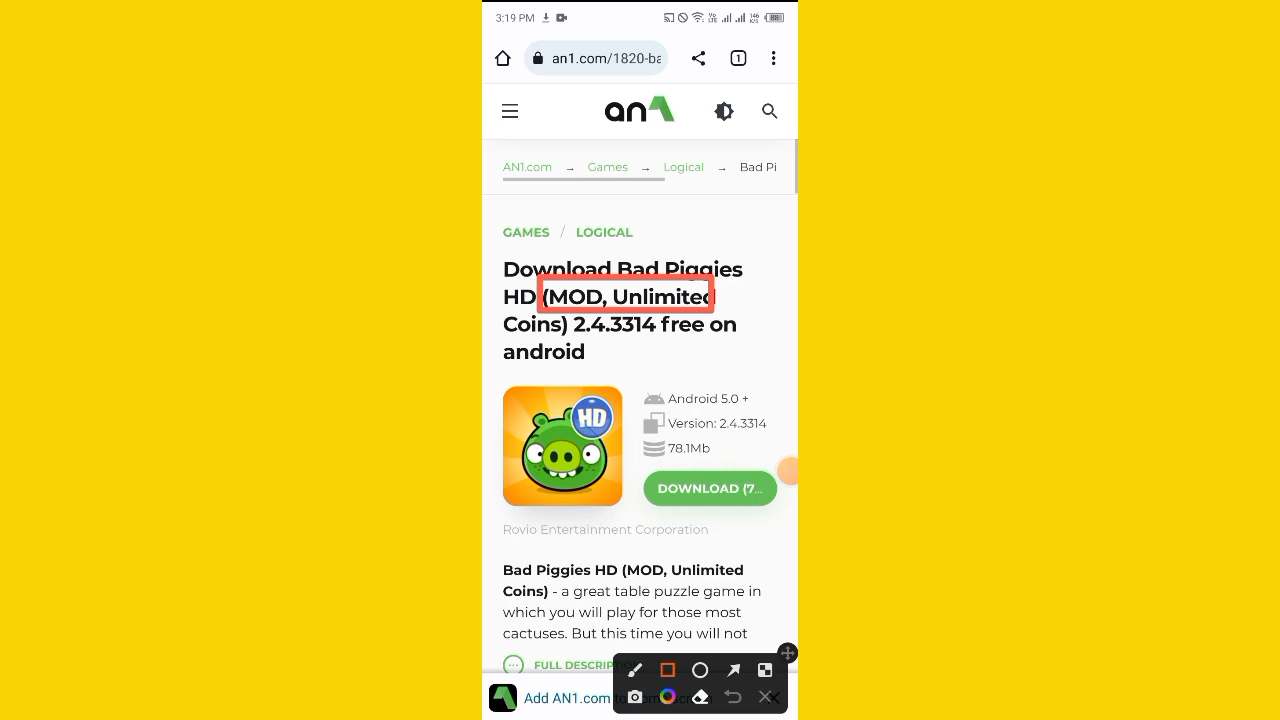 3:19 PM
an1.com/1820-ba
1
an1
AN1.com → Games → Logical → Bad Pi
GAMES / LOGICAL
Download Bad Piggies
HD (MOD, Unlimited
Coins) 2.4.3314 free on
android
HD
Android 5.0 +
Version: 2.4.3314
78.1Mb
DOWNLOAD (7...
Rovio Entertainment Corporation
Bad Piggies HD (MOD, Unlimited
Coins) - a great table puzzle game in
which you will play for those most
cactuses. But this time you will not
FULL DESCRIPTI
Add AN1.com to